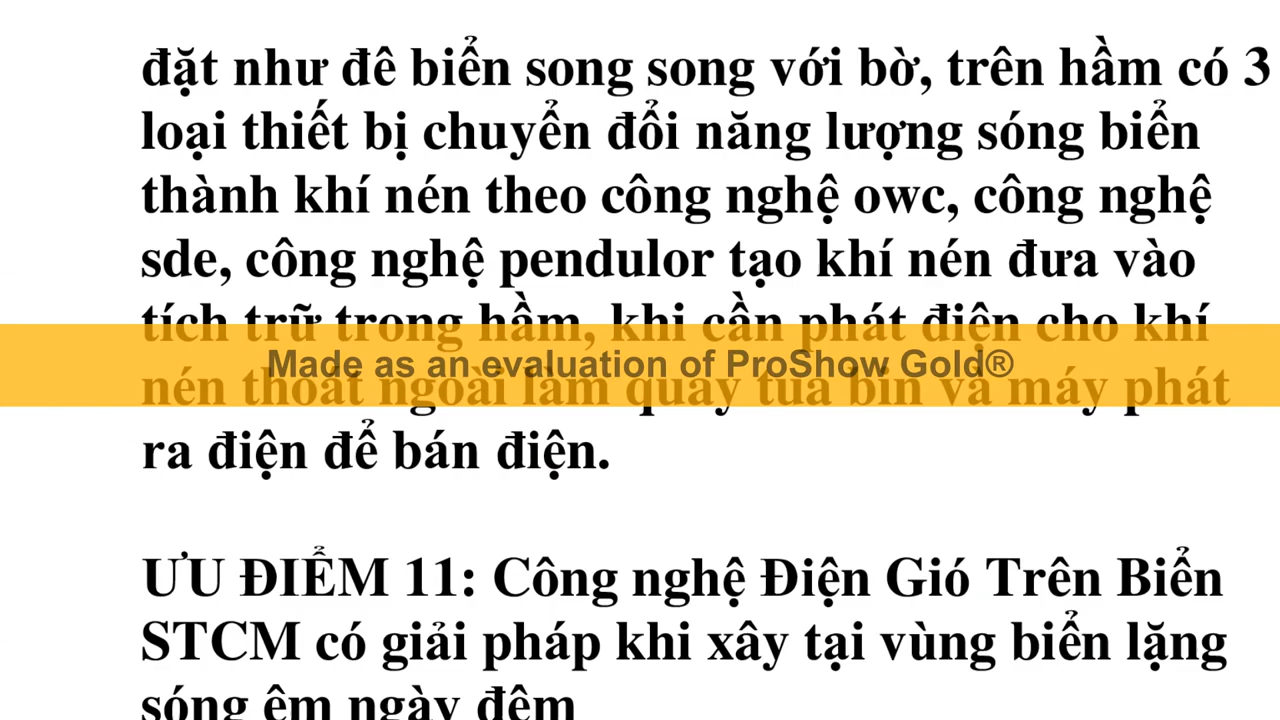 đặt như đê biển song song với bờ, trên hầm có 3
loại thiết bị chuyển đổi năng lượng sóng biển
thành khí nén theo công nghệ owc, công nghệ
sde, công nghệ pendulor tạo khí nén đưa vào
tích trữ trong hầm, khi cần phát điện cho khí
Made as an evaluation of ProShow Gold®
nén thoát ngoài làm quay tua bin và máy phát
ra điện để bán điện.
ƯU ĐIỂM 11: Công nghệ Điện Gió Trên Biển
STCM có giải pháp khi xây tại vùng biển lặng
sóng êm ngày đêm